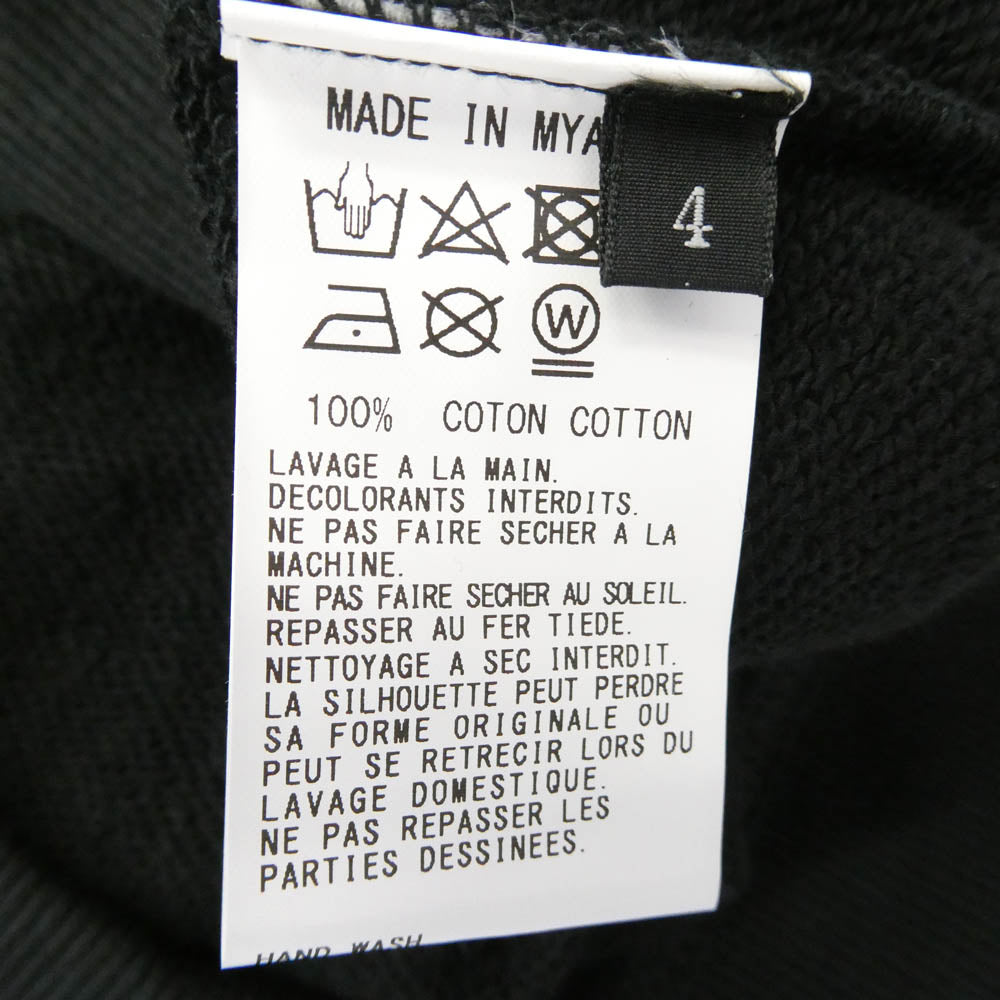 MADE IN MYA
4
W
100% COTON COTTON
LAVAGE A LA MAIN.
DECOLORANTS INTERDITS.
NE PAS FAIRE SECHER A LA
MACHINE.
NE PAS FAIRE SECHER AU SOLEIL.
REPASSER AU FER TIEDE.
NETTOYAGE A SEC INTERDIT.
LA SILHOUETTE PEUT PERDRE
SA FORME ORIGINALE OU
PEUT SE RETRECIR LORS DU
LAVAGE DOMESTIQUE.
NE PAS REPASSER LES
PARTIES DESSINEES.
HAND WASH